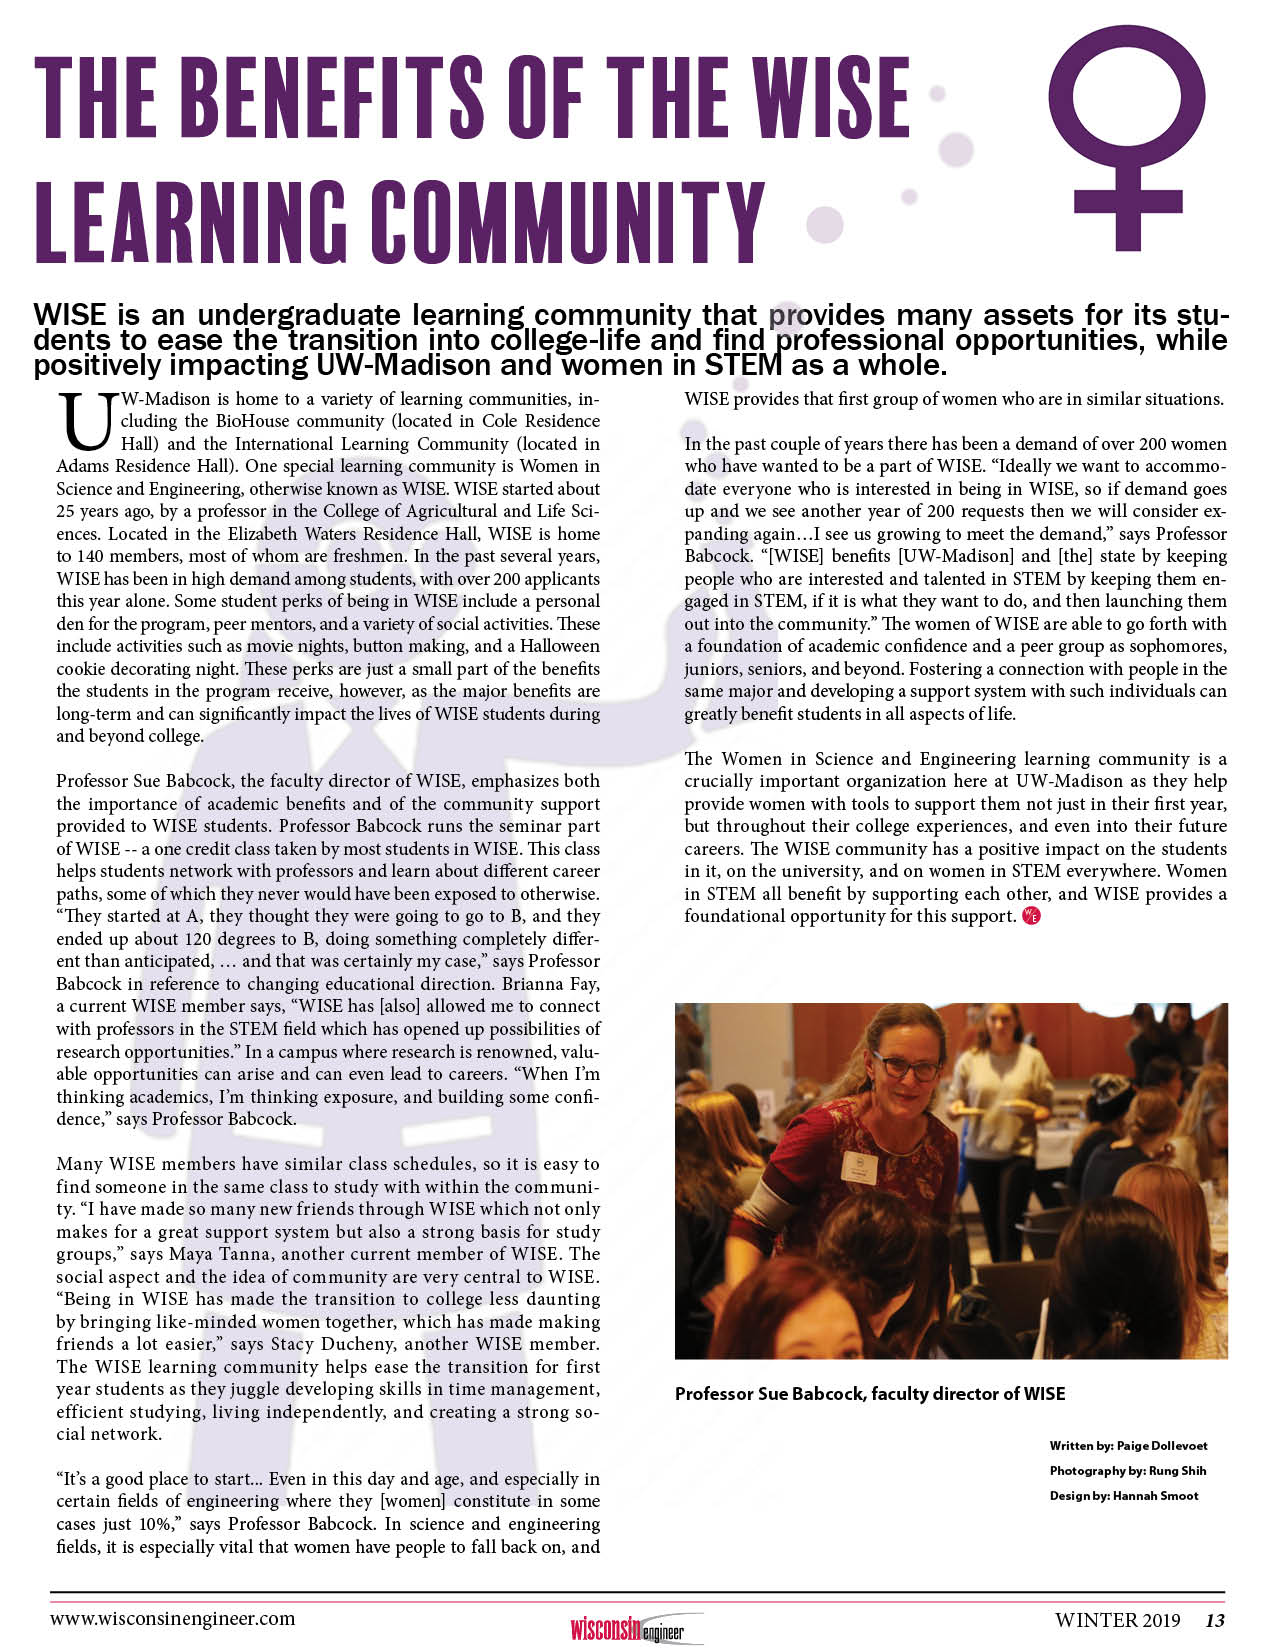 THE BENEFITS OF THE WISE
LEARNING COMMUNITY
WISE is an undergraduate learning community that provides many assets for its stu-
dents to ease the transition into college-life and find professional opportunities, while
positively impacting UW-Madison and women in STEM as a whole.
UW-Madison is home to a variety of learning communities, in-
cluding the BioHouse community (located in Cole Residence
Hall) and the International Learning Community (located in
Adams Residence Hall). One special learning community is Women in
Science and Engineering, otherwise known as WISE. WISE started about
25 years ago, by a professor in the College of Agricultural and Life Sci-
ences. Located in the Elizabeth Waters Residence Hall, WISE is home
to 140 members, most of whom are freshmen. In the past several years,
WISE has been in high demand among students, with over 200 applicants
this year alone. Some student perks of being in WISE include a personal
den for the program, peer mentors, and a variety of social activities. These
include activities such as movie nights, button making, and a Halloween
cookie decorating night. These perks are just a small part of the benefits
the students in the program receive, however, as the major benefits are
long-term and can significantly impact the lives of WISE students during
and beyond college.
Professor Sue Babcock, the faculty director of WISE, emphasizes both
the importance of academic benefits and of the community support
provided to WISE students. Professor Babcock runs the seminar part
of WISE -- a one credit class taken by most students in WISE. This class
helps students network with professors and learn about different career
paths, some of which they never would have been exposed to otherwise.
“They started at A, they thought they were going to go to B, and they
ended up about 120 degrees to B, doing something completely differ-
ent than anticipated, … and that was certainly my case,” says Professor
Babcock in reference to changing educational direction. Brianna Fay,
a current WISE member says, “WISE has [also] allowed me to connect
with professors in the STEM field which has opened up possibilities of
research opportunities.” In a campus where research is renowned, valu-
able opportunities can arise and can even lead to careers. “When I’m
thinking academics, I’m thinking exposure, and building some confi-
dence,” says Professor Babcock.
Many WISE members have similar class schedules, so it is easy to
find someone in the same class to study with within the communi-
ty. “I have made so many new friends through WISE which not only
makes for a great support system but also a strong basis for study
groups,” says Maya Tanna, another current member of WISE. The
social aspect and the idea of community are very central to WISE.
“Being in WISE has made the transition to college less daunting
by bringing like-minded women together, which has made making
friends a lot easier,” says Stacy Ducheny, another WISE member.
The WISE learning community helps ease the transition for first
year students as they juggle developing skills in time management,
efficient studying, living independently, and creating a strong so-
cial network.
“It’s a good place to start... Even in this day and age, and especially in
certain fields of engineering where they [women] constitute in some
cases just 10%,” says Professor Babcock. In science and engineering
fields, it is especially vital that women have people to fall back on, and
WISE provides that first group of women who are in similar situations.
In the past couple of years there has been a demand of over 200 women
who have wanted to be a part of WISE. “Ideally we want to accommo-
date everyone who is interested in being in WISE, so if demand goes
up and we see another year of 200 requests then we will consider ex-
panding again…I see us growing to meet the demand,” says Professor
Babcock. “[WISE] benefits [UW-Madison] and [the] state by keeping
people who are interested and talented in STEM by keeping them en-
gaged in STEM, if it is what they want to do, and then launching them
out into the community.” The women of WISE are able to go forth with
a foundation of academic confidence and a peer group as sophomores,
juniors, seniors, and beyond. Fostering a connection with people in the
same major and developing a support system with such individuals can
greatly benefit students in all aspects of life.
The Women in Science and Engineering learning community is a
crucially important organization here at UW-Madison as they help
provide women with tools to support them not just in their first year,
but throughout their college experiences, and even into their future
careers. The WISE community has a positive impact on the students
in it, on the university, and on women in STEM everywhere. Women
in STEM all benefit by supporting each other, and WISE provides a
foundational opportunity for this support. W/E
Professor Sue Babcock, faculty director of WISE
Written by: Paige Dollevoet
Photography by: Rung Shih
Design by: Hannah Smoot
www.wisconsinengineer.com
wisconsin engineer
WINTER 2019 13